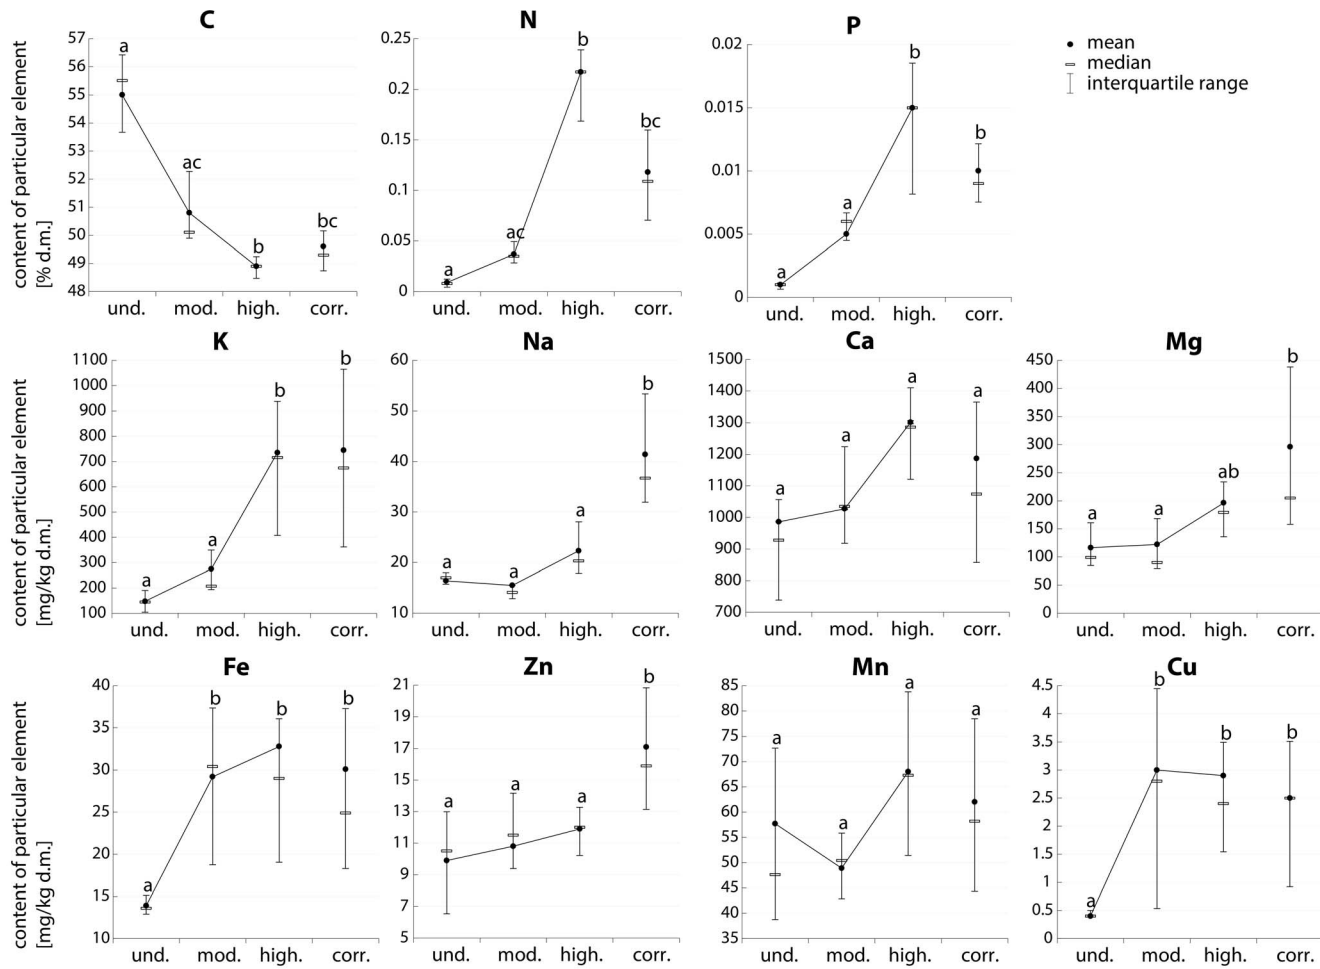 C
N
P
mean
median
interquartile range
content of particular element
[% d.m.]
57
56
55
54
53
52
51
50
49
48
a
ac
b
bc
und. mod. high. corr.
0.25
0.2
0.15
0.1
0.05
0
a
ac
b
bc
und. mod. high. corr.
0.02
0.015
0.01
0.005
0
a
a
b
b
und. mod. high. corr.
K
Na
Ca
Mg
content of particular element
[mg/kg d.m.]
1100
1000
900
800
700
600
500
400
300
200
100
a
a
b
b
und. mod. high. corr.
60
50
40
30
20
10
a
a
a
b
und. mod. high. corr.
1500
1400
1300
1200
1100
1000
900
800
700
a
a
a
a
und. mod. high. corr.
450
400
350
300
250
200
150
100
50
0
a
a
ab
b
und. mod. high. corr.
Fe
Zn
Mn
Cu
content of particular element
[mg/kg d.m.]
40
35
30
25
20
15
10
a
b
b
b
und. mod. high. corr.
21
19
17
15
13
11
9
7
5
a
a
a
b
und. mod. high. corr.
85
80
75
70
65
60
55
50
45
40
35
a
a
a
a
und. mod. high. corr.
4.5
4
3.5
3
2.5
2
1.5
1
0.5
0
a
b
b
b
und. mod. high. corr.